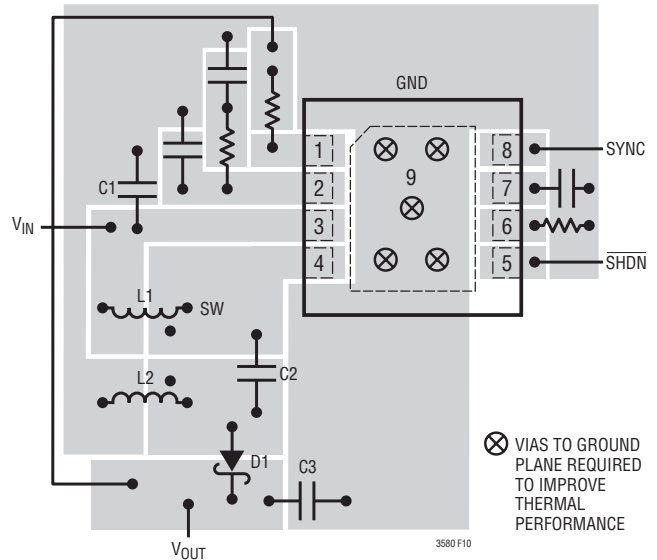 GND
1
2
3
4
9
8
7
6
5
SYNC
SHDN
C1
VIN
L1
SW
L2
C2
D1
C3
VOUT
VIAS TO GROUND
PLANE REQUIRED
TO IMPROVE
THERMAL
PERFORMANCE
3580 F10